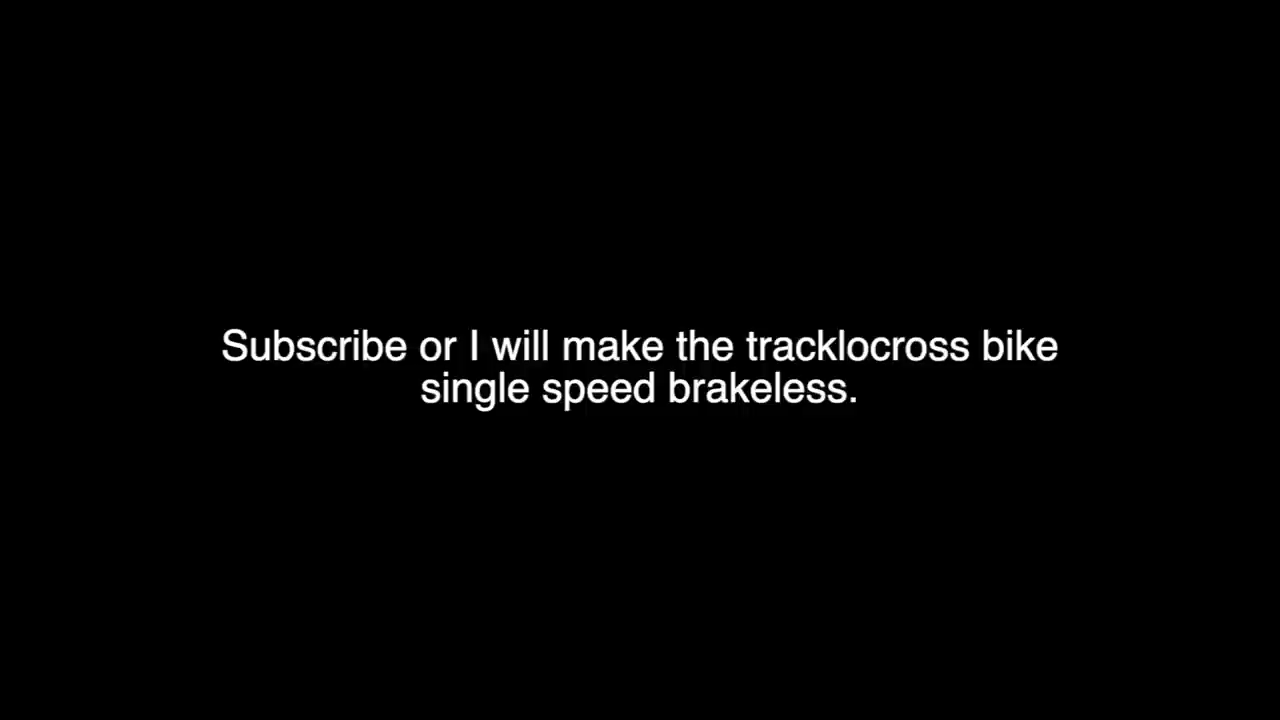 Subscribe or I will make the tracklocross bike
single speed brakeless.